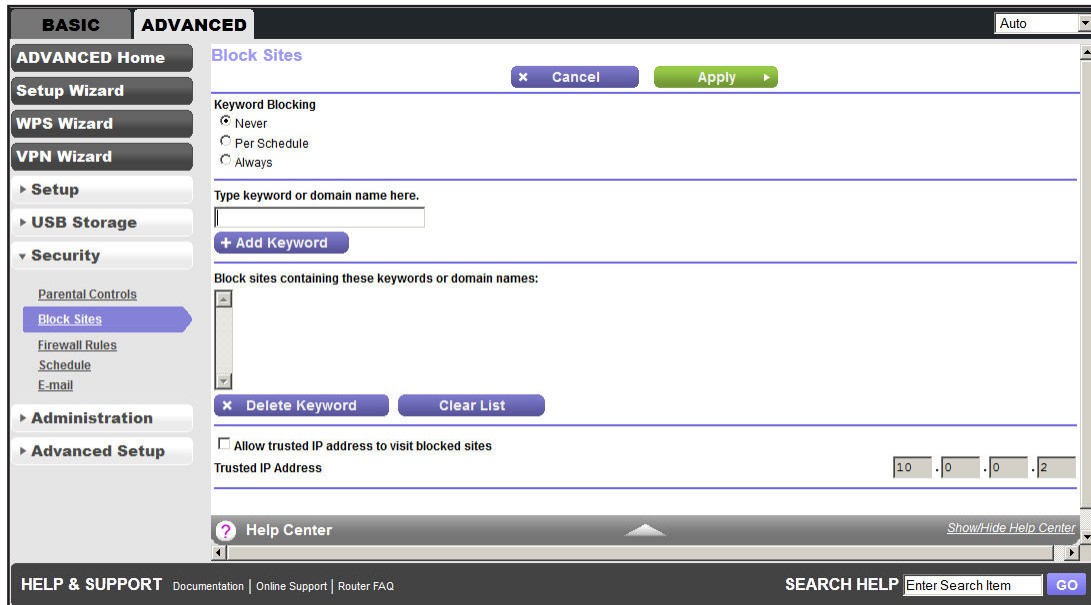 BASIC ADVANCED Auto
ADVANCED Home
Setup Wizard
WPS Wizard
VPN Wizard
Setup
USB Storage
Security
Parental Controls
Block Sites
Firewall Rules
Schedule
E-mail
Administration
Advanced Setup
Block Sites
Cancel Apply
Keyword Blocking
Never
Per Schedule
Always
Type keyword or domain name here.
+ Add Keyword
Block sites containing these keywords or domain names:
× Delete Keyword Clear List
Allow trusted IP address to visit blocked sites
Trusted IP Address 10 .0 .0 .2
? Help Center Show/Hide Help Center
HELP & SUPPORT Documentation | Online Support | Router FAQ SEARCH HELP Enter Search Item GO